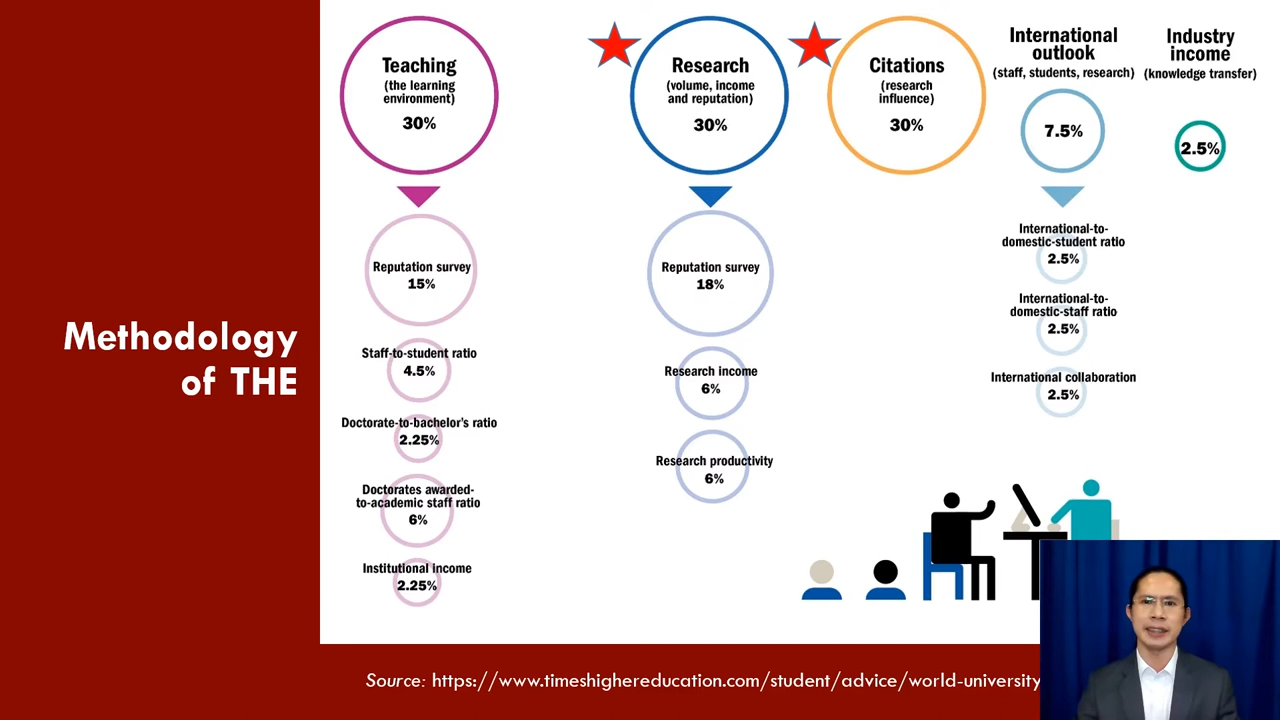 Methodology
of THE
Teaching
(the learning
environment)
30%
Reputation survey
15%
Staff-to-student ratio
4.5%
Doctorate-to-bachelor's ratio
2.25%
Doctorates awarded-
to-academic staff ratio
6%
Institutional income
2.25%
Research
(volume, income
and reputation)
30%
Reputation survey
18%
Research income
6%
Research productivity
6%
Citations
(research
influence)
30%
International
outlook
(staff, students, research)
7.5%
International-to-
domestic-student ratio
2.5%
International-to-
domestic-staff ratio
2.5%
International collaboration
2.5%
Industry
income
(knowledge transfer)
2.5%
Source: https://www.timeshighereducation.com/student/advice/world-university